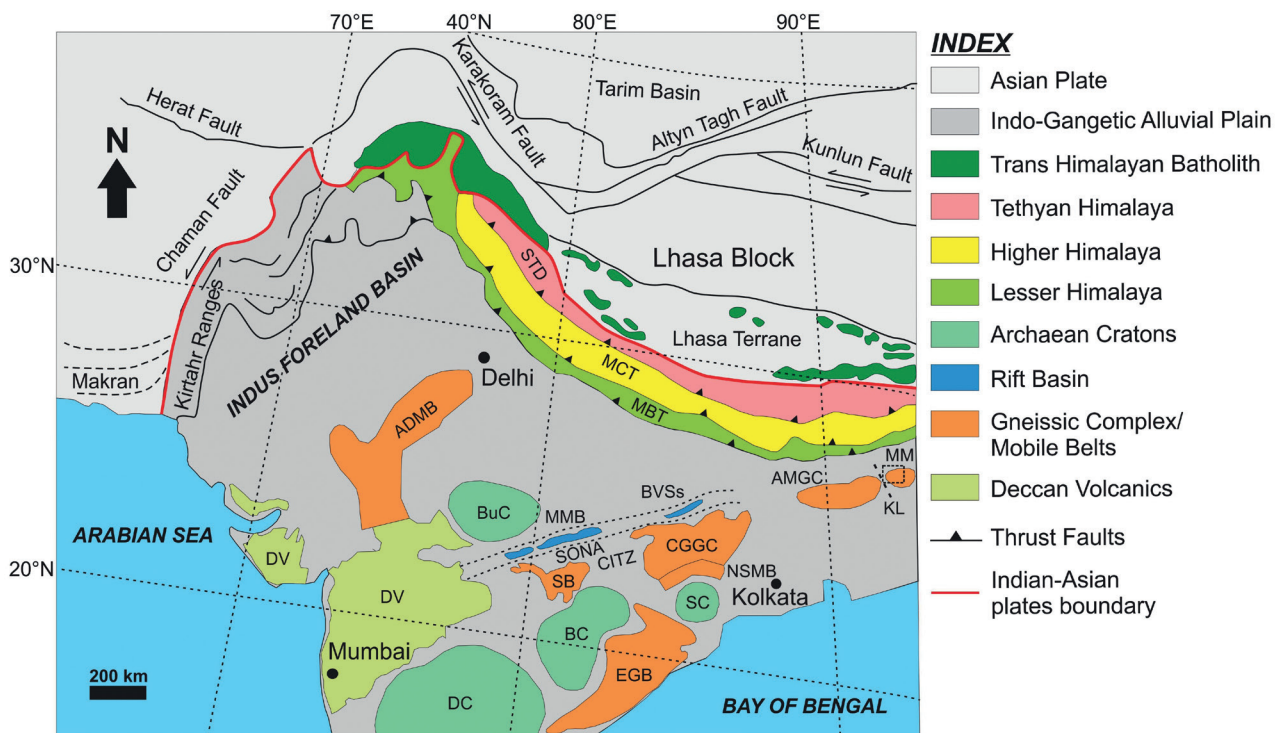 70°E
40°N
80°E
90°E
INDEX
Asian Plate
Indo-Gangetic Alluvial Plain
Trans Himalayan Batholith
Tethyan Himalaya
Higher Himalaya
Lesser Himalaya
Archaean Cratons
Rift Basin
Gneissic Complex/
Mobile Belts
Deccan Volcanics
Thrust Faults
Indian-Asian
plates boundary
Herat Fault
Karakoram Fault
Tarim Basin
Altyn Tagh Fault
Kunlun Fault
N
Chaman Fault
30°N
STD
Lhasa Block
Kirtahr Ranges
INDUS FORELAND BASIN
Lhasa Terrane
Makran
Delhi
MCT
MBT
ADMB
MM
AMGC
KL
BVSs
BuC
MMB
ARABIAN SEA
SONA
CITZ
CGGC
DV
20°N
SB
NSMB
Kolkata
DV
SC
BC
Mumbai
EGB
200 km
DC
BAY OF BENGAL